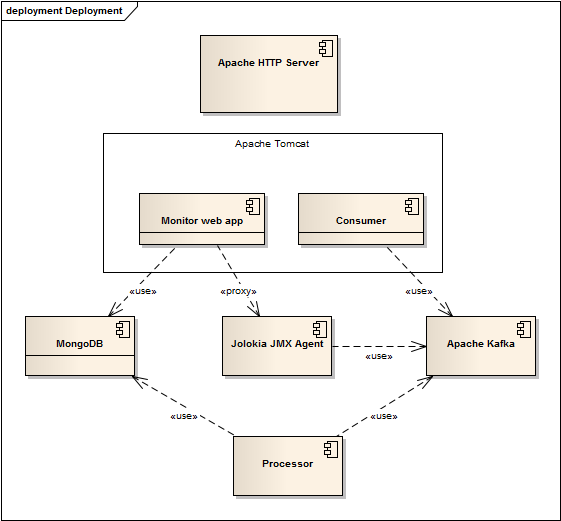 deployment Deployment
Apache HTTP Server
Apache Tomcat
Monitor web app
Consumer
«use»
«proxy»
«use»
MongoDB
Jolokia JMX Agent
Apache Kafka
«use»
«use»
«use»
Processor